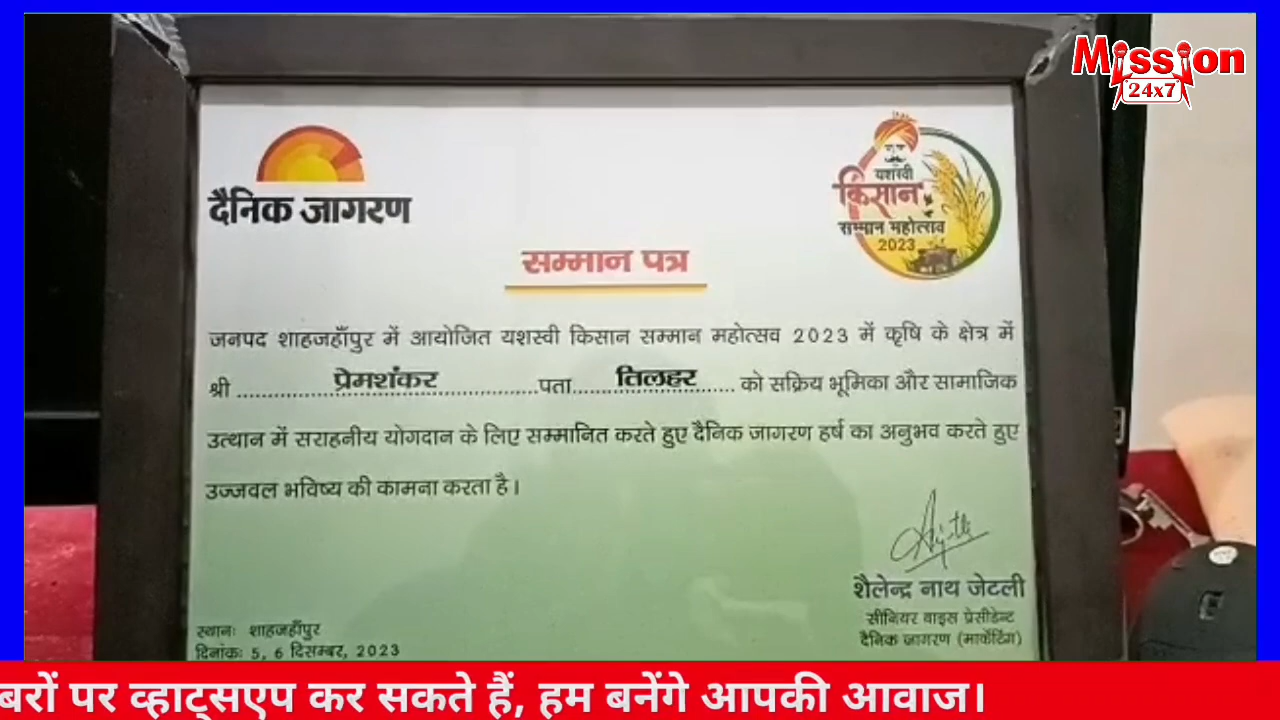 Mission
24x7
दैनिक जागरण
यशस्वी
किसान
सम्मान महोत्सव
2023
सम्मान पत्र
जनपद शाहजहाँपुर में आयोजित यशस्वी किसान सम्मान महोत्सव 2023 में कृषि के क्षेत्र में
श्री ........प्रेमशंकर........पता....तिलहर.... को सक्रिय भूमिका और सामाजिक
उत्थान में सराहनीय योगदान के लिए सम्मानित करते हुए दैनिक जागरण हर्ष का अनुभव करते हुए
उज्जवल भविष्य की कामना करता है।
शैलेन्द्र नाथ जेटली
सीनियर वाइस प्रेसीडेन्ट
दैनिक जागरण (मार्केटिंग)
स्थानः शाहजहाँपुर
दिनांकः 5, 6 दिसम्बर, 2023
बरों पर व्हाट्सएप कर सकते हैं, हम बनेंगे आपकी आवाज।